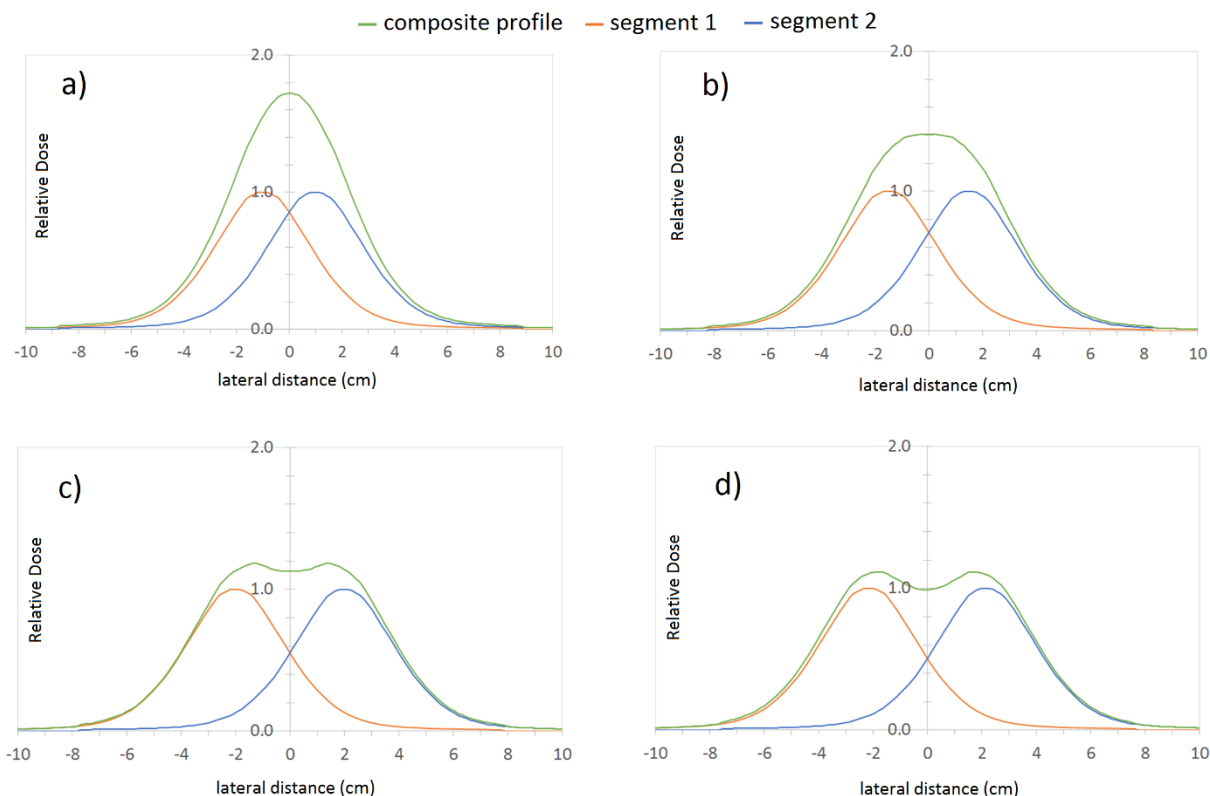 composite profile segment 1 segment 2
a)
2.0
Relative Dose
1.0
0.0
-10 -8 -6 -4 -2 0 2 4 6 8 10
lateral distance (cm)
b)
2.0
Relative Dose
1.0
0.0
-10 -8 -6 -4 -2 0 2 4 6 8 10
lateral distance (cm)
c)
2.0
Relative Dose
1.0
0.0
-10 -8 -6 -4 -2 0 2 4 6 8 10
lateral distance (cm)
d)
2.0
Relative Dose
1.0
0.0
-10 -8 -6 -4 -2 0 2 4 6 8 10
lateral distance (cm)